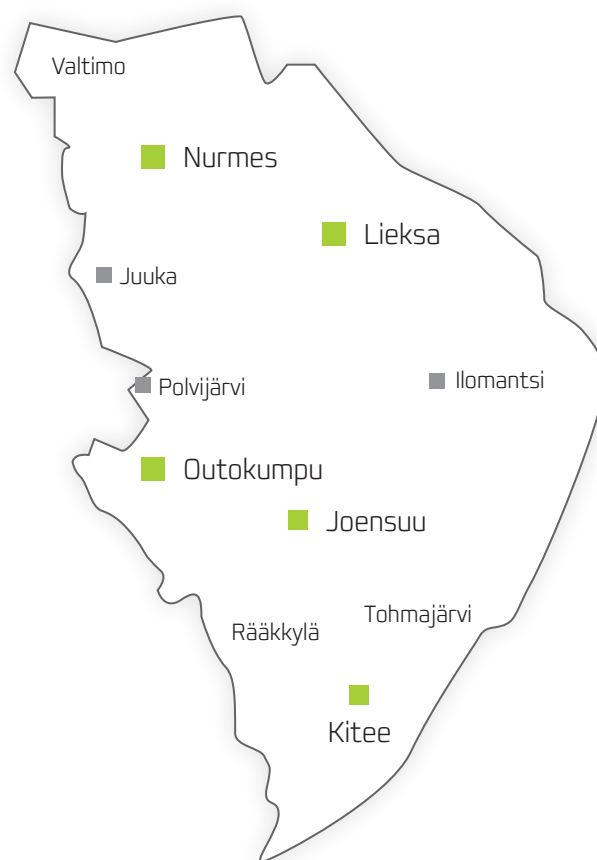 Valtimo
Nurmes
Lieksa
Juuka
Polvijärvi
Ilomantsi
Outokumpu
Joensuu
Tohmajärvi
Rääkkylä
Kitee